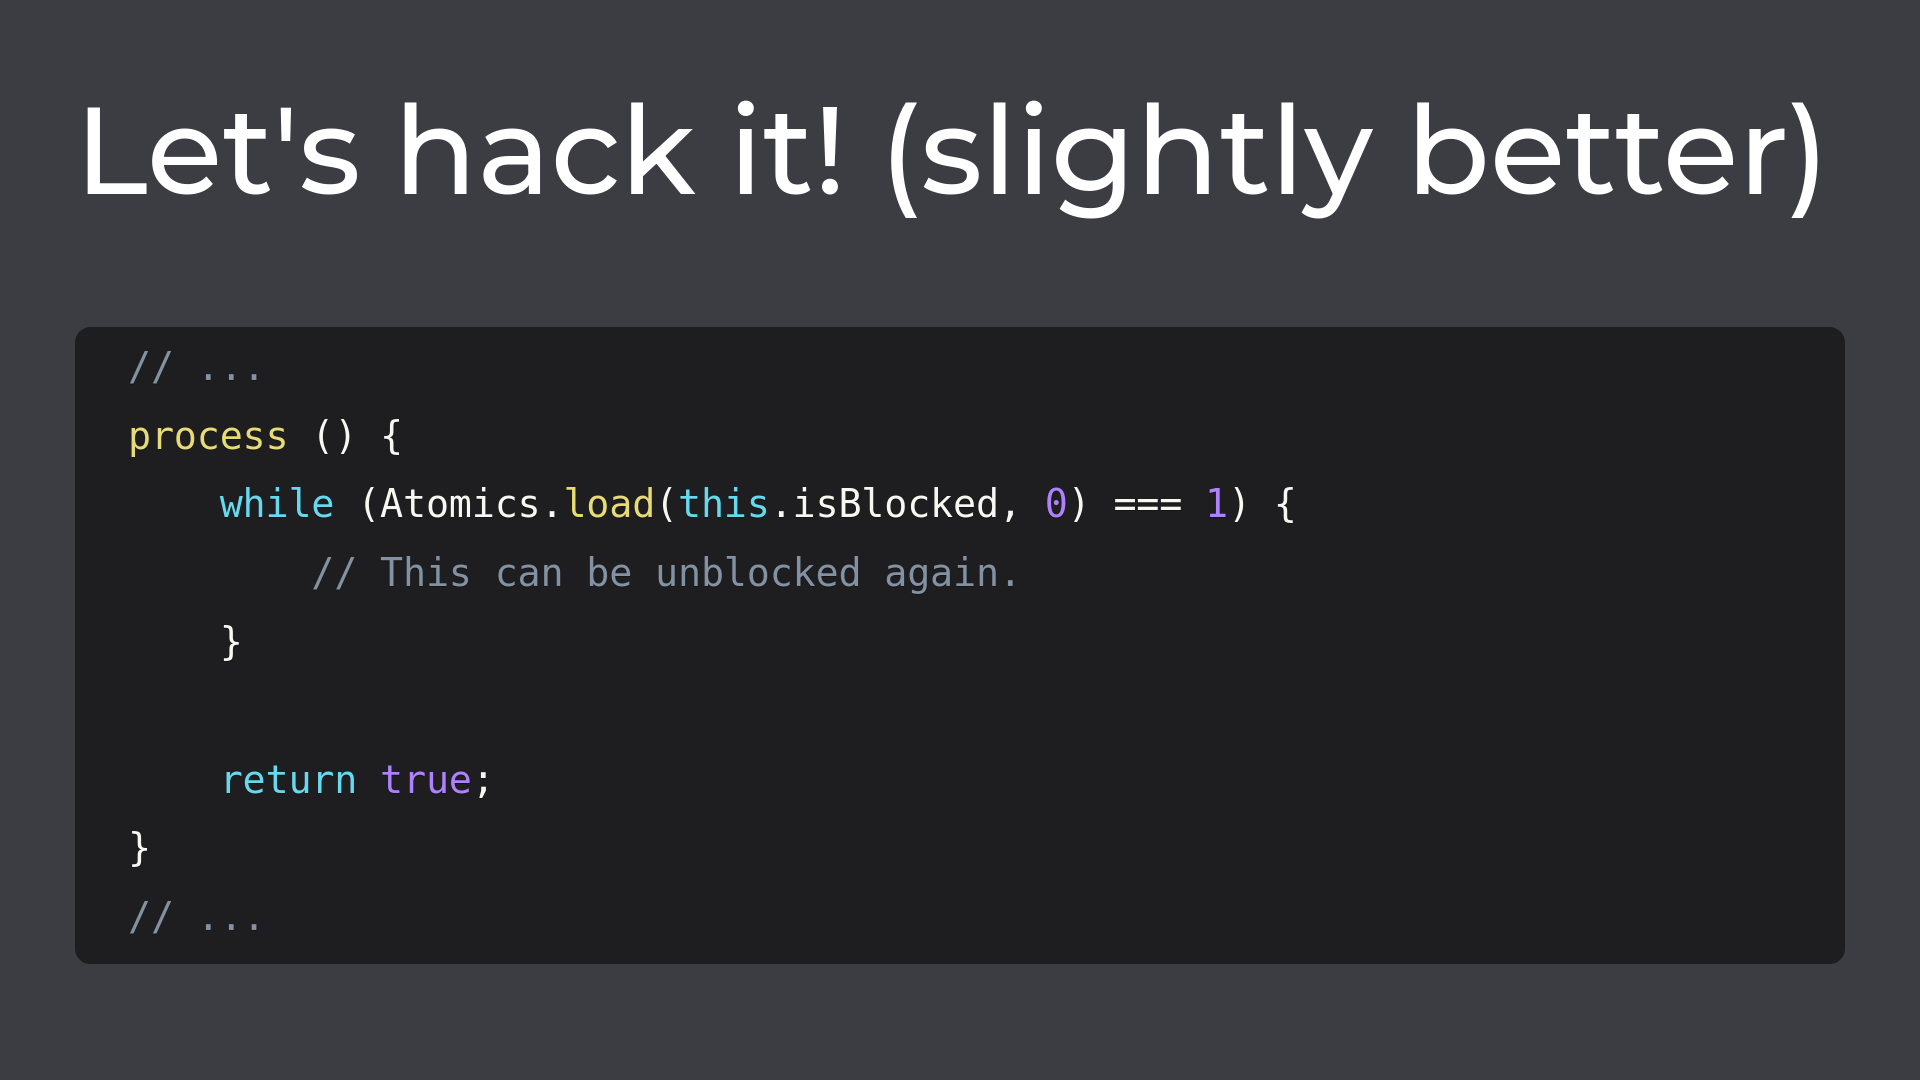 Let's hack it! (slightly better)
// ...
process () {
    while (Atomics.load(this.isBlocked, 0) === 1) {
        // This can be unblocked again.
    }

    return true;
}
// ...